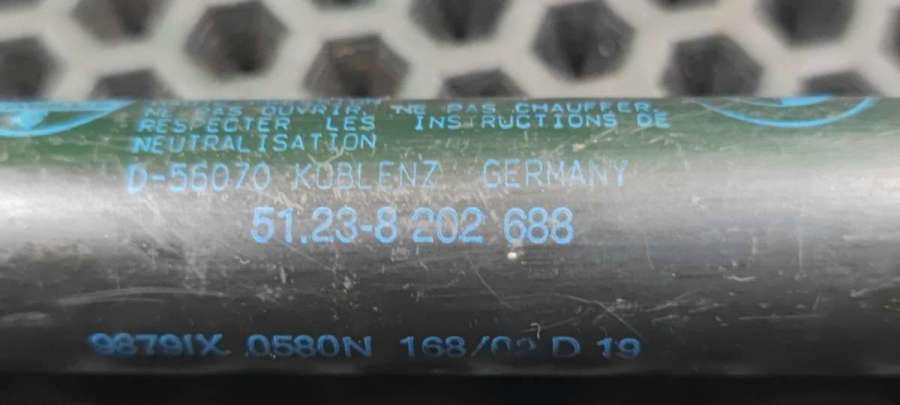 NE PAS OUVRIR. NE PAS CHAUFFER.
RESPECTER LES INSTRUCTIONS DE
NEUTRALISATION
D-56070 KOBLENZ GERMANY
51.23-8 202 688
9879IX 0580N 168/02 D 19